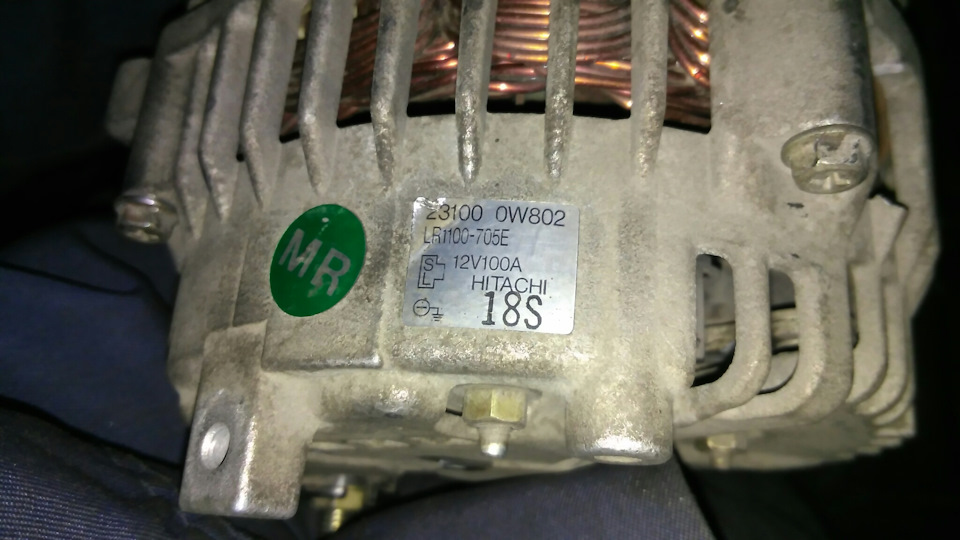 MR
23100 0W802
LR1100-705E
S
L
12V100A
HITACHI
18S